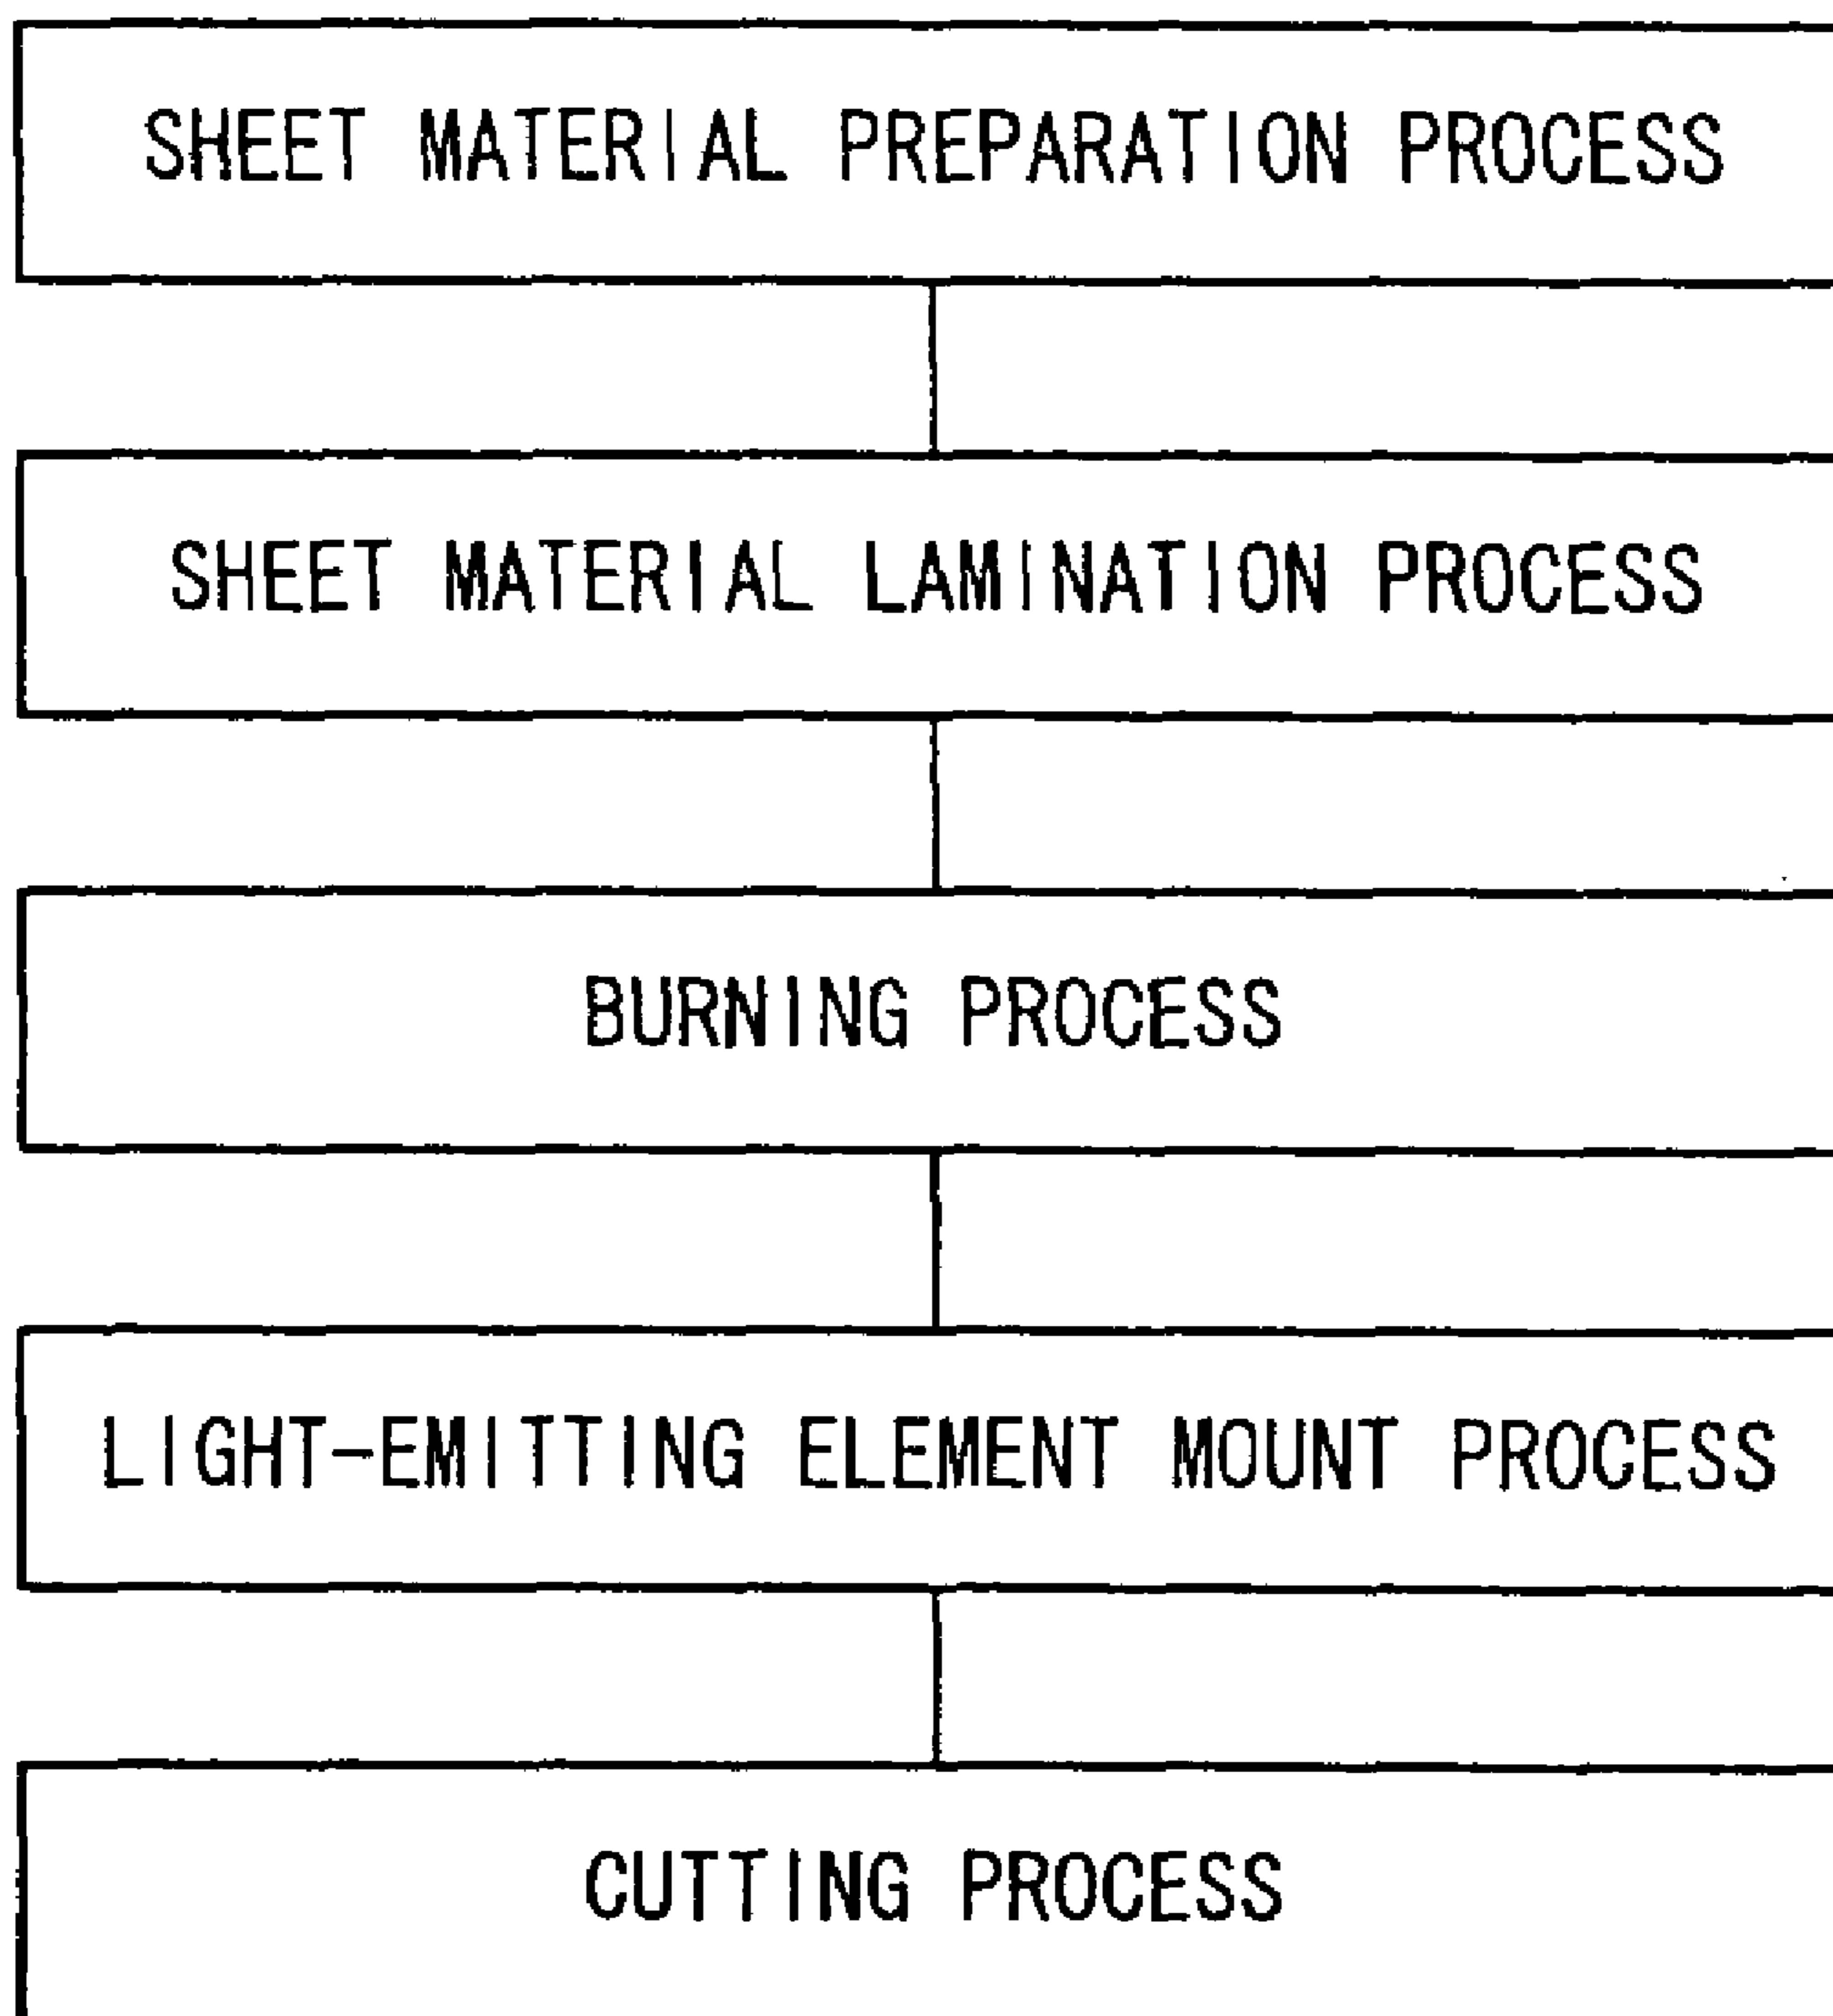 SHEET MATERIAL PREPARATION PROCESS
SHEET MATERIAL LAMINATION PROCESS
BURNING PROCESS
LIGHT-EMITTING ELEMENT MOUNT PROCESS
CUTTING PROCESS